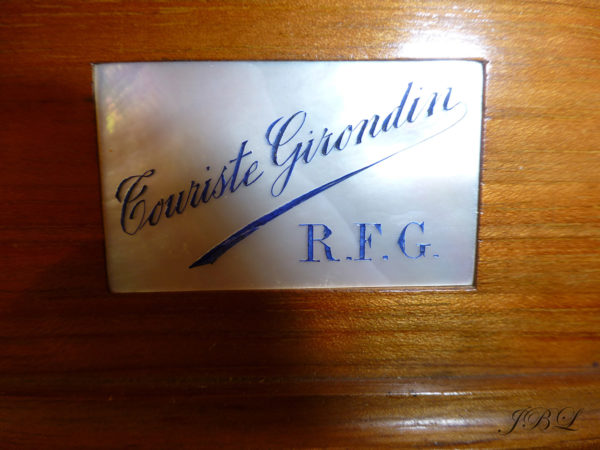 Touriste Girondin
R.F.G.
JBL